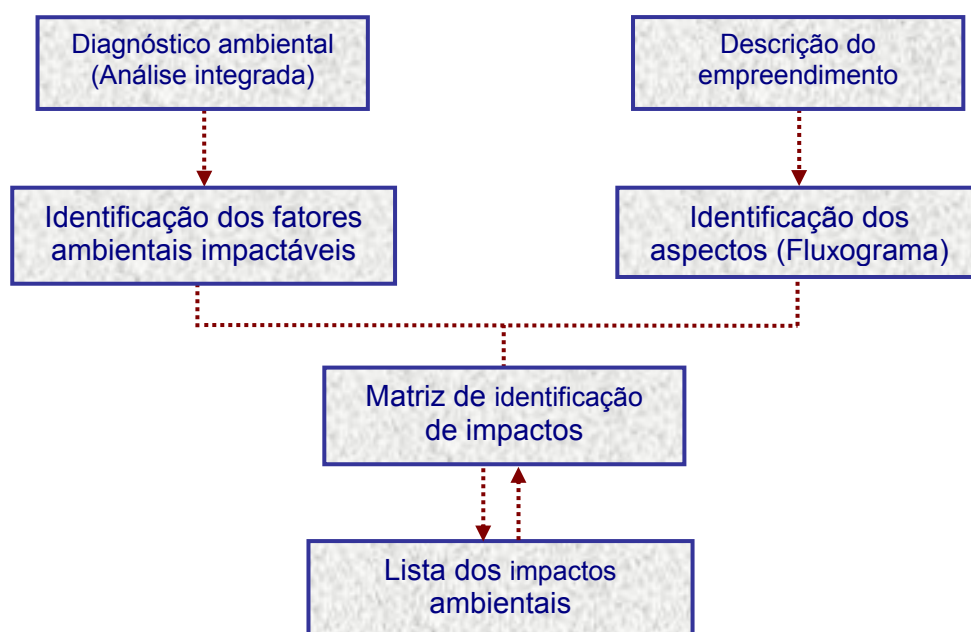 Diagnóstico ambiental
(Análise integrada)
Descrição do
empreendimento
Identificação dos fatores
ambientais impactáveis
Identificação dos
aspectos (Fluxograma)
Matriz de identificação
de impactos
Lista dos impactos
ambientais